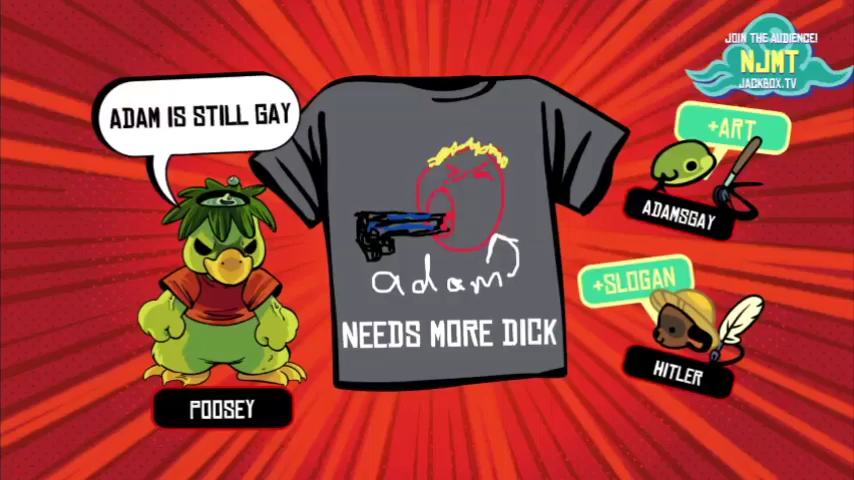 JOIN THE AUDIENCE!
NJMT
JACKBOX.TV
ADAM IS STILL GAY
+ART
ADAMSGAY
adam
+SLOGAN
NEEDS MORE DICK
HITLER
POOSEY